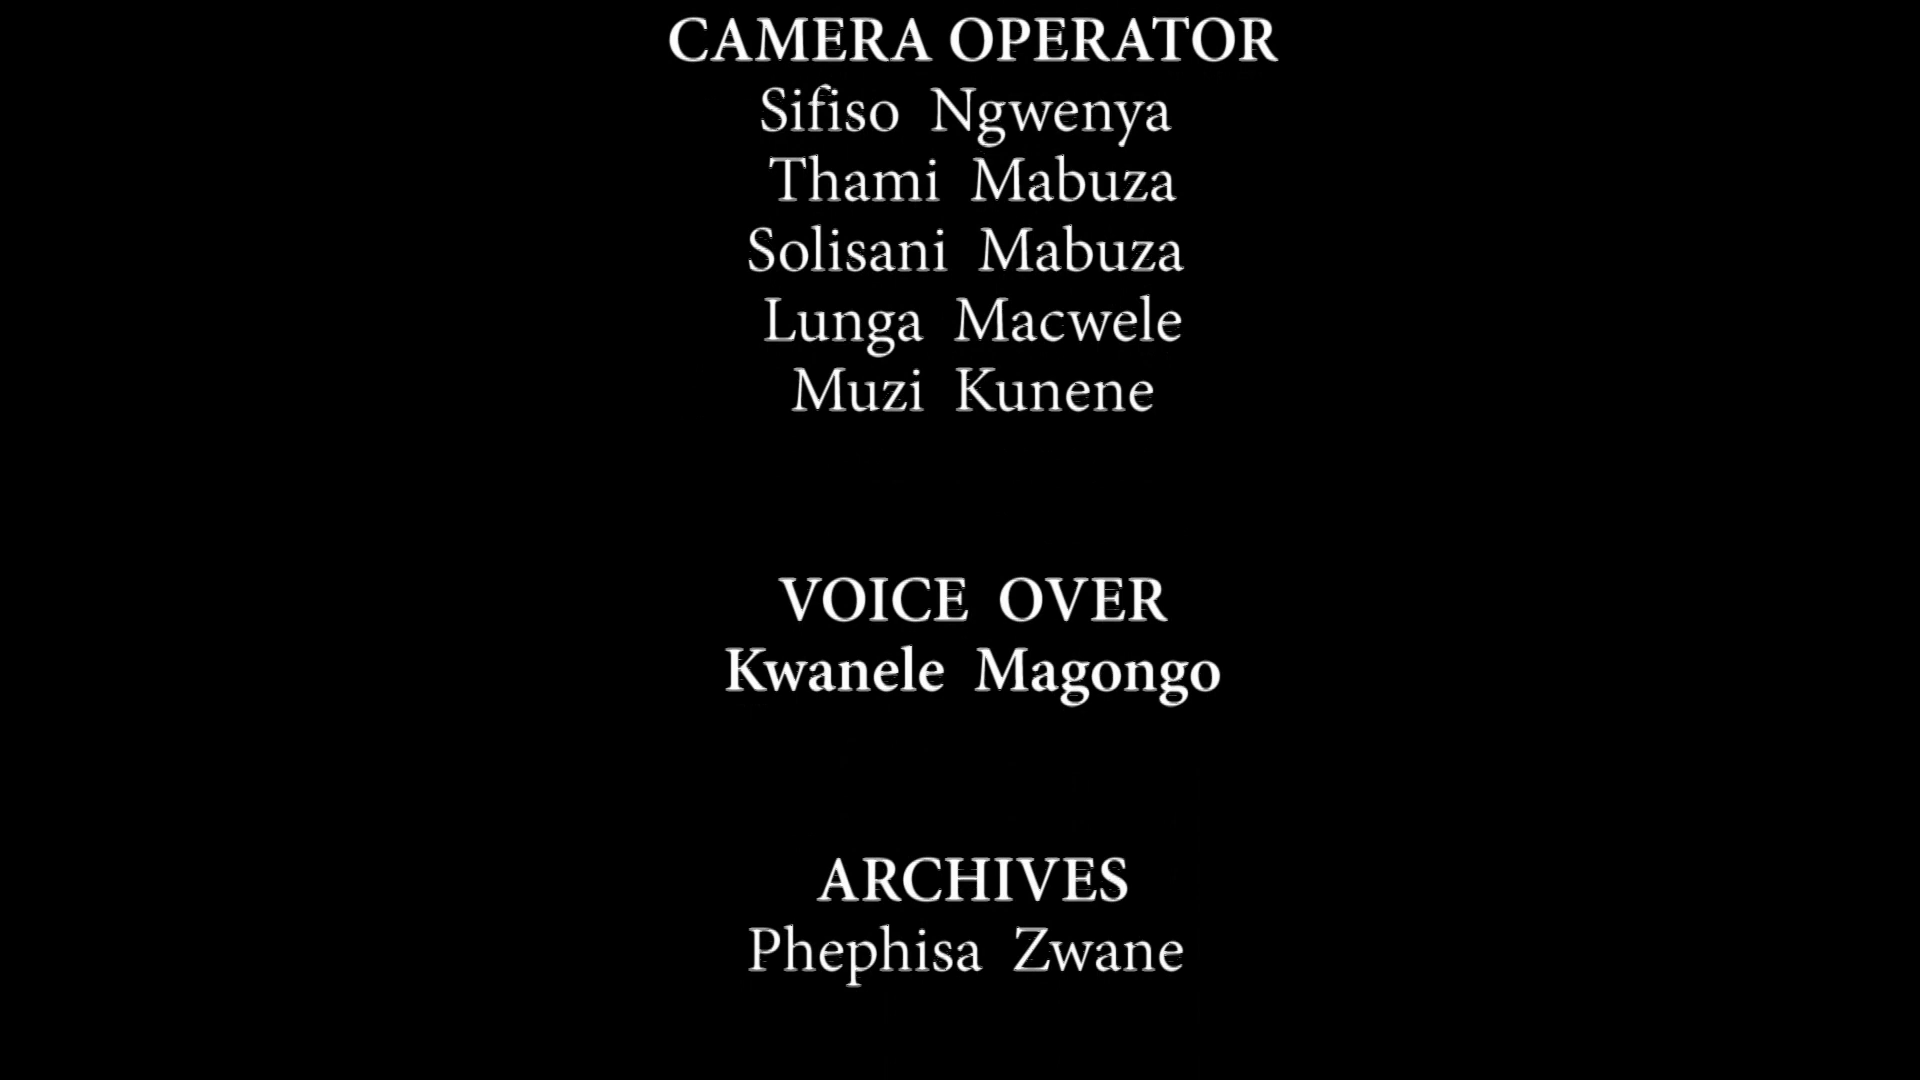 CAMERA OPERATOR
Sifiso Ngwenya
Thami Mabuza
Solisani Mabuza
Lunga Macwele
Muzi Kunene
VOICE OVER
Kwanele Magongo
ARCHIVES
Phephisa Zwane